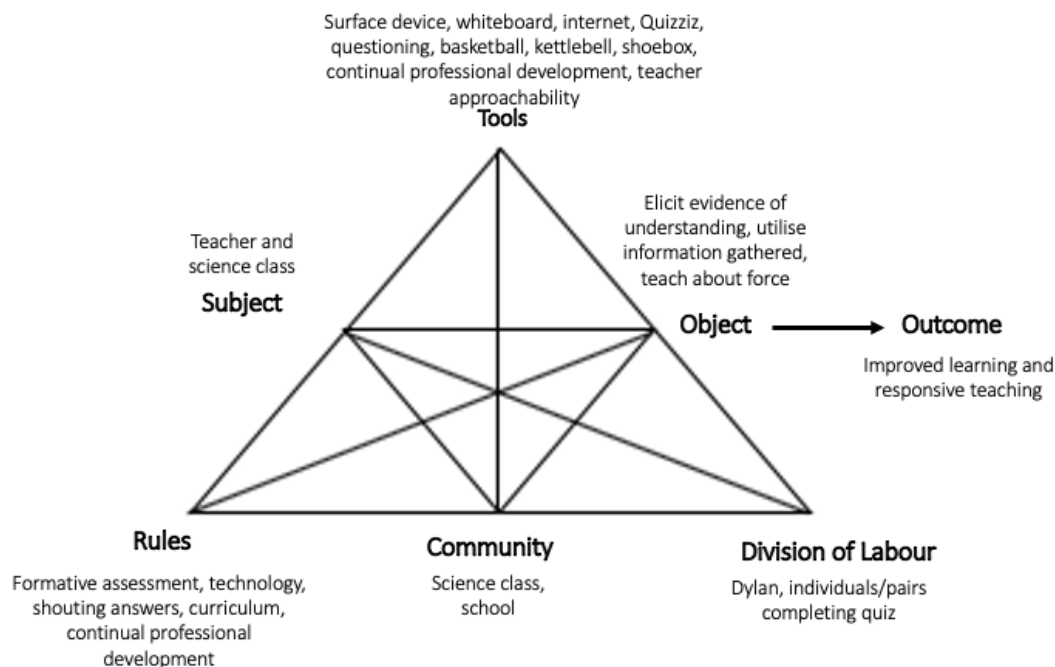 Surface device, whiteboard, internet, Quizziz,
questioning, basketball, kettlebell, shoebox,
continual professional development, teacher
approachability
Tools
Elicit evidence of
understanding, utilise
information gathered,
teach about force
Teacher and
science class
Subject
Object
Outcome
Improved learning and
responsive teaching
Rules
Community
Division of Labour
Formative assessment, technology,
shouting answers, curriculum,
continual professional
development
Science class,
school
Dylan, individuals/pairs
completing quiz